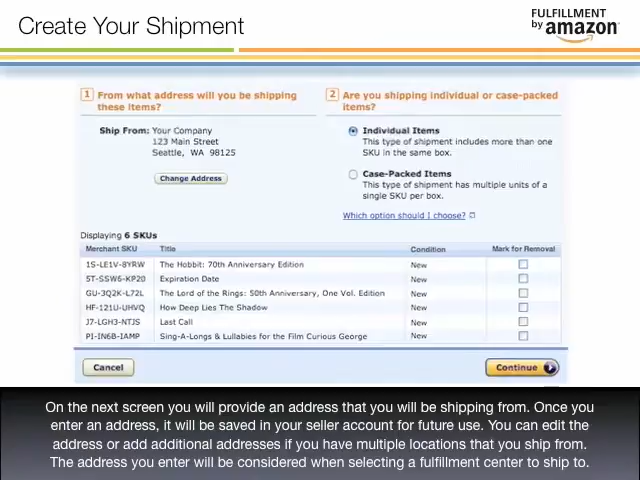 Create Your Shipment
FULFILLMENT
by amazon
1 From what address will you be shipping
these items?
Ship From: Your Company
123 Main Street
Seattle, WA 98125
Change Address
2 Are you shipping individual or case-packed
items?
Individual Items
This type of shipment includes more than one
SKU in the same box.
Case-Packed Items
This type of shipment has multiple units of a
single SKU per box.
Which option should I choose?
Displaying 6 SKUs
Merchant SKU Title Condition Mark for Removal
1S-LE1V-8YRW The Hobbit: 70th Anniversary Edition New
5T-SSW6-KP20 Expiration Date New
GU-3Q2K-L72L The Lord of the Rings: 50th Anniversary, One Vol. Edition New
HF-121U-UHVQ How Deep Lies The Shadow New
J7-LGH3-NTJS Last Call New
PI-IN6B-IAMP Sing-A-Longs & Lullabies for the Film Curious George New
Cancel Continue
On the next screen you will provide an address that you will be shipping from. Once you
enter an address, it will be saved in your seller account for future use. You can edit the
address or add additional addresses if you have multiple locations that you ship from.
The address you enter will be considered when selecting a fulfillment center to ship to.